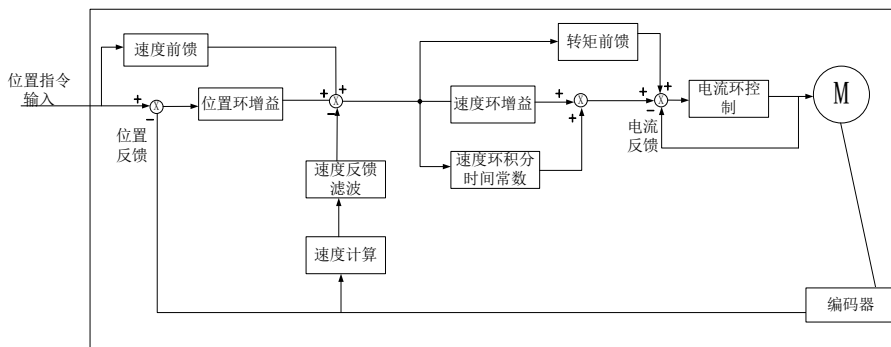 速度前馈
转矩前馈
位置指令
输入
位置环增益
速度环增益
电流环控
制
M
位置
反馈
电流
反馈
速度环积分
时间常数
速度反馈
滤波
速度计算
编码器